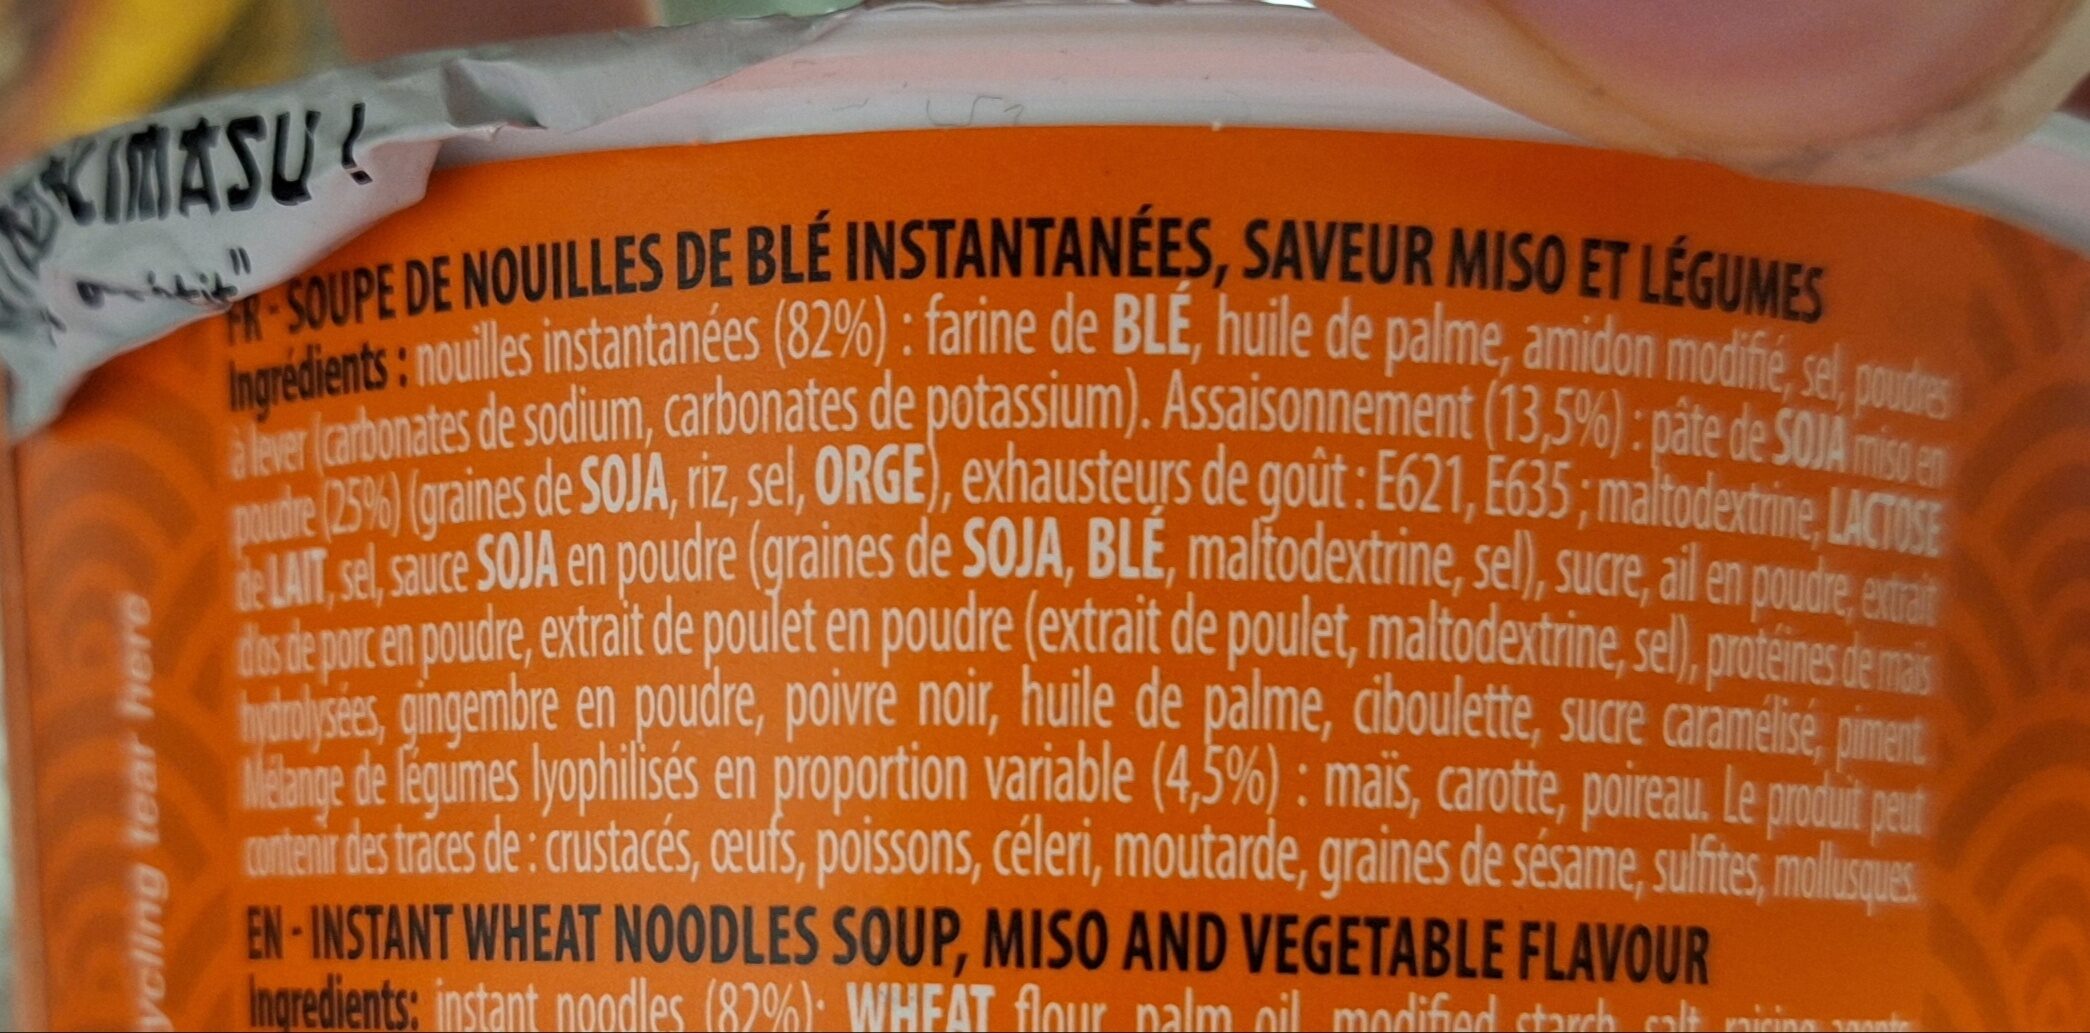 KIMASU !
FR - SOUPE DE NOUILLES DE BLÉ INSTANTANÉES, SAVEUR MISO ET LÉGUMES
Ingrédients : nouilles instantanées (82%) : farine de BLÉ, huile de palme, amidon modifié, sel, poudres
à lever (carbonates de sodium, carbonates de potassium). Assaisonnement (13,5%) : pâte de SOJA miso en
poudre (25%) (graines de SOJA, riz, sel, ORGE), exhausteurs de goût : E621, E635 ; maltodextrine, LACTOSE
de LAIT, sel, sauce SOJA en poudre (graines de SOJA, BLÉ, maltodextrine, sel), sucre, ail en poudre, extrait
d'os de porc en poudre, extrait de poulet en poudre (extrait de poulet, maltodextrine, sel), protéines de maïs
hydrolysées, gingembre en poudre, poivre noir, huile de palme, ciboulette, sucre caramélisé, piment.
Mélange de légumes lyophilisés en proportion variable (4,5%) : maïs, carotte, poireau. Le produit peut
contenir des traces de : crustacés, œufs, poissons, céleri, moutarde, graines de sésame, sulfites, mollusques.
EN - INSTANT WHEAT NOODLES SOUP, MISO AND VEGETABLE FLAVOUR
Ingredients: instant noodles (82%): WHEAT flour, palm oil, modified starch, salt, raising agents
ycling tear here